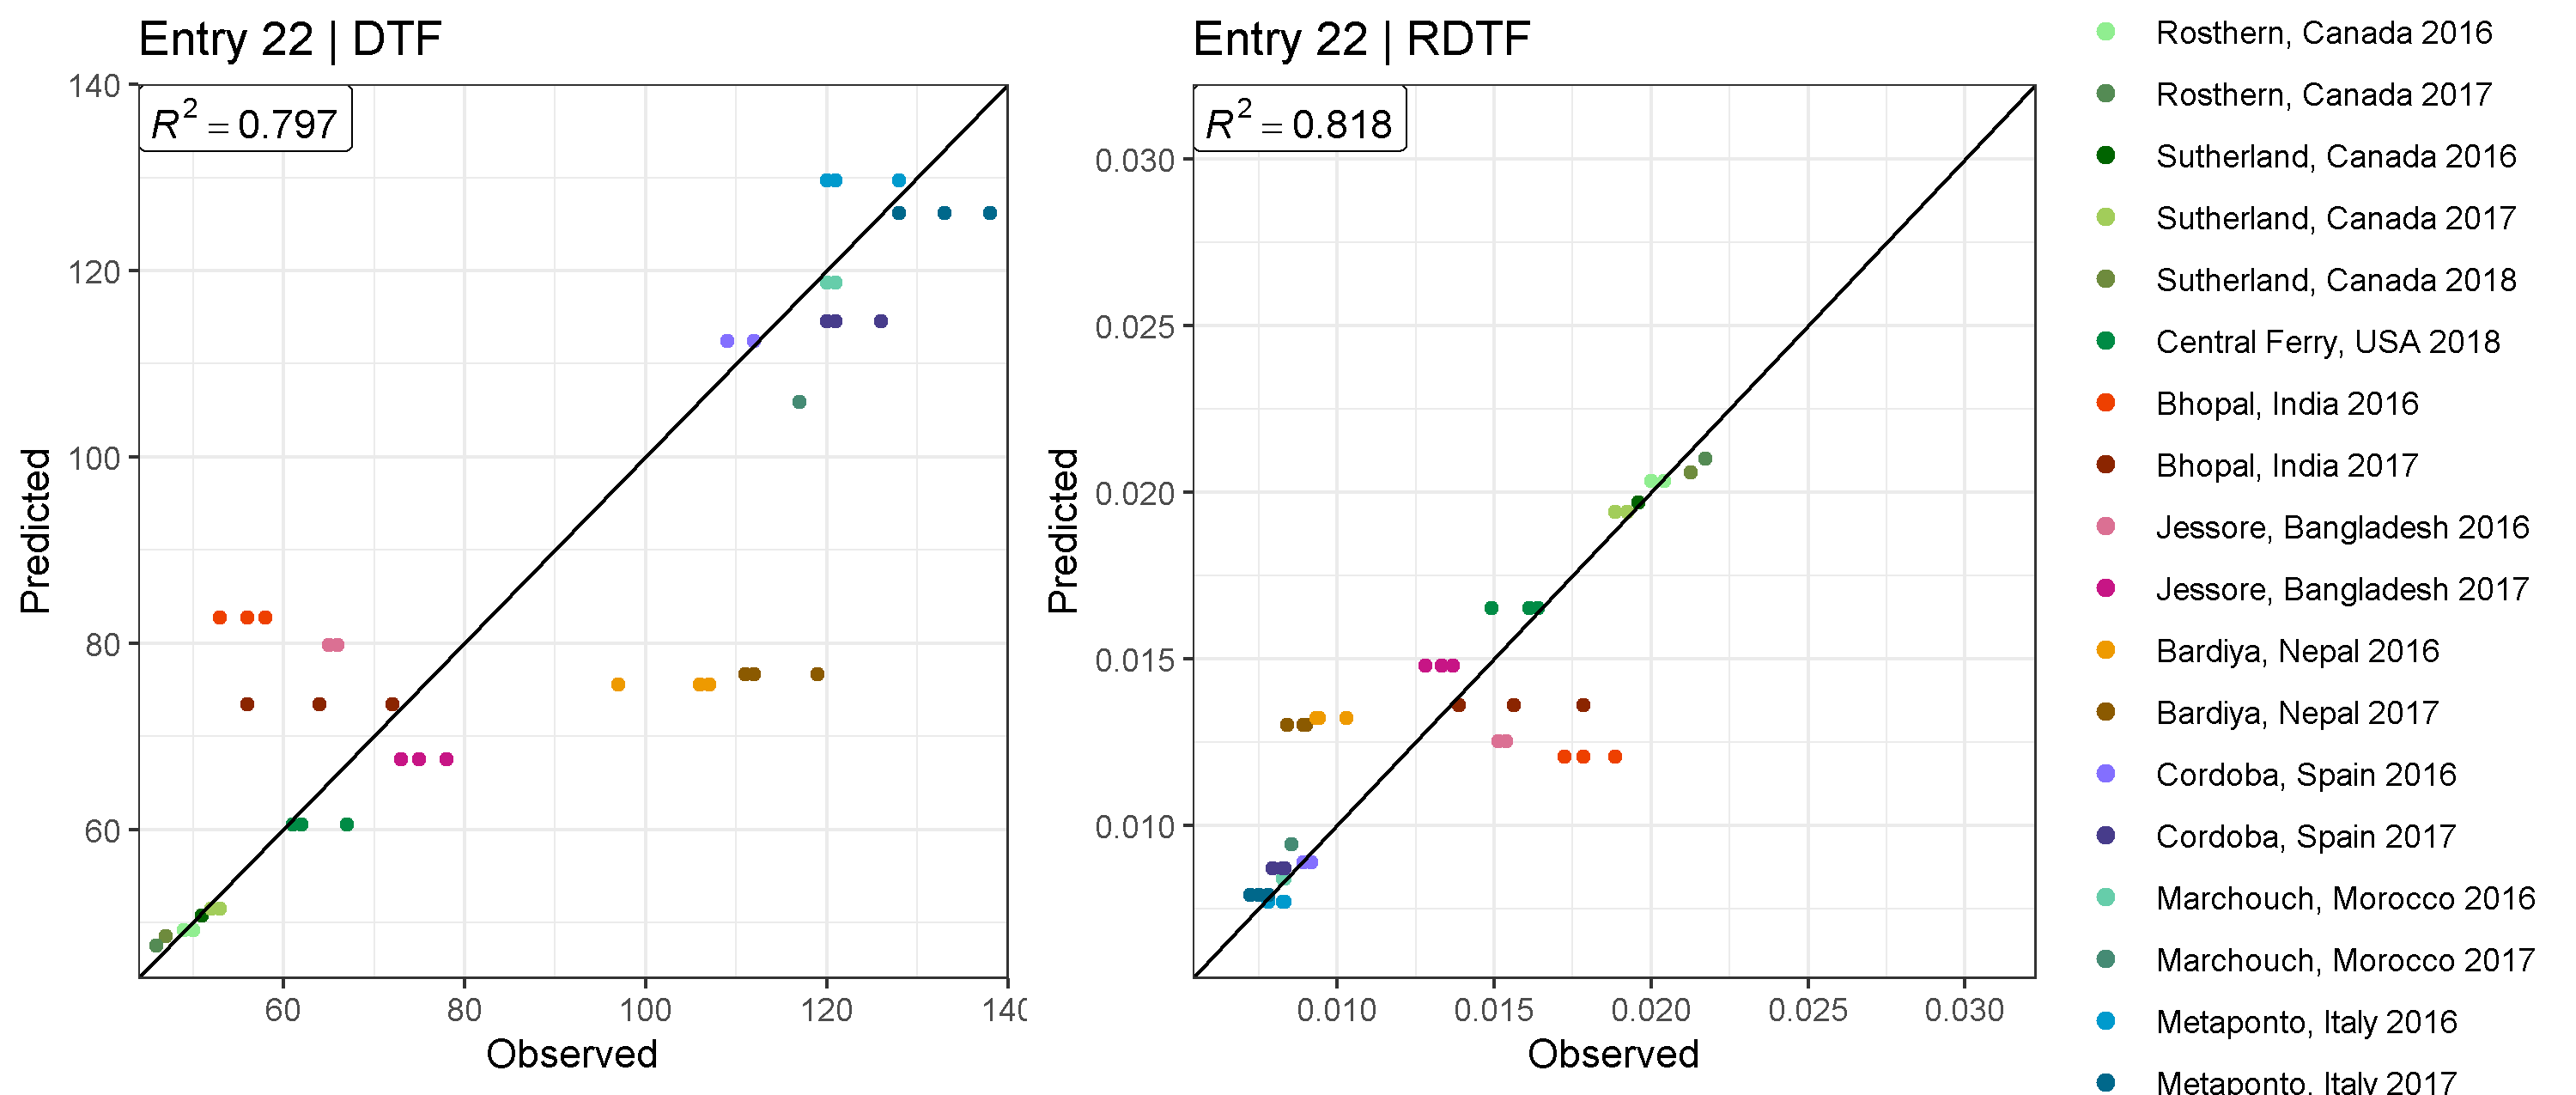 Entry 22 | DTF
R² = 0.797
140
120
100
80
60
Predicted
60
80
100
120
140
Observed
Entry 22 | RDTF
R² = 0.818
0.030
0.025
0.020
0.015
0.010
Predicted
0.010
0.015
0.020
0.025
0.030
Observed
Rosthern, Canada 2016
Rosthern, Canada 2017
Sutherland, Canada 2016
Sutherland, Canada 2017
Sutherland, Canada 2018
Central Ferry, USA 2018
Bhopal, India 2016
Bhopal, India 2017
Jessore, Bangladesh 2016
Jessore, Bangladesh 2017
Bardiya, Nepal 2016
Bardiya, Nepal 2017
Cordoba, Spain 2016
Cordoba, Spain 2017
Marchouch, Morocco 2016
Marchouch, Morocco 2017
Metaponto, Italy 2016
Metaponto, Italy 2017